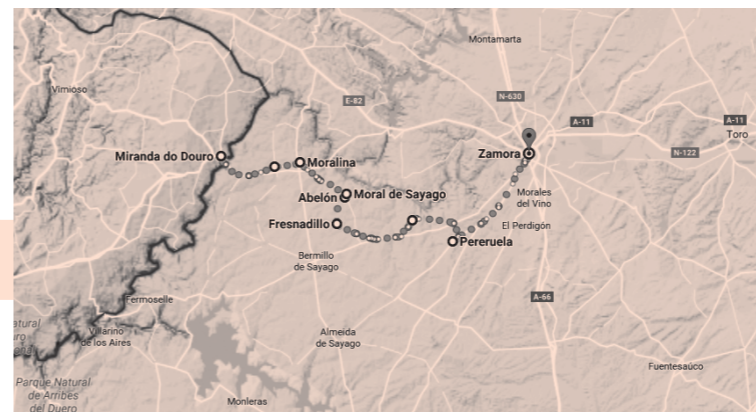 Montamarta
Vimioso
N-630
E-82
A-11
A-11
Toro
N-122
Miranda do Douro
Moralina
Zamora
Abelón
Moral de Sayago
Morales
del Vino
Fresnadillo
El Perdigón
Pereruela
Bermillo
de Sayago
A-66
Fermoselle
Villarino
de los Aires
Almeida
de Sayago
Fuentesaúco
Parque Natural
de Arribes
del Duero
Monleras